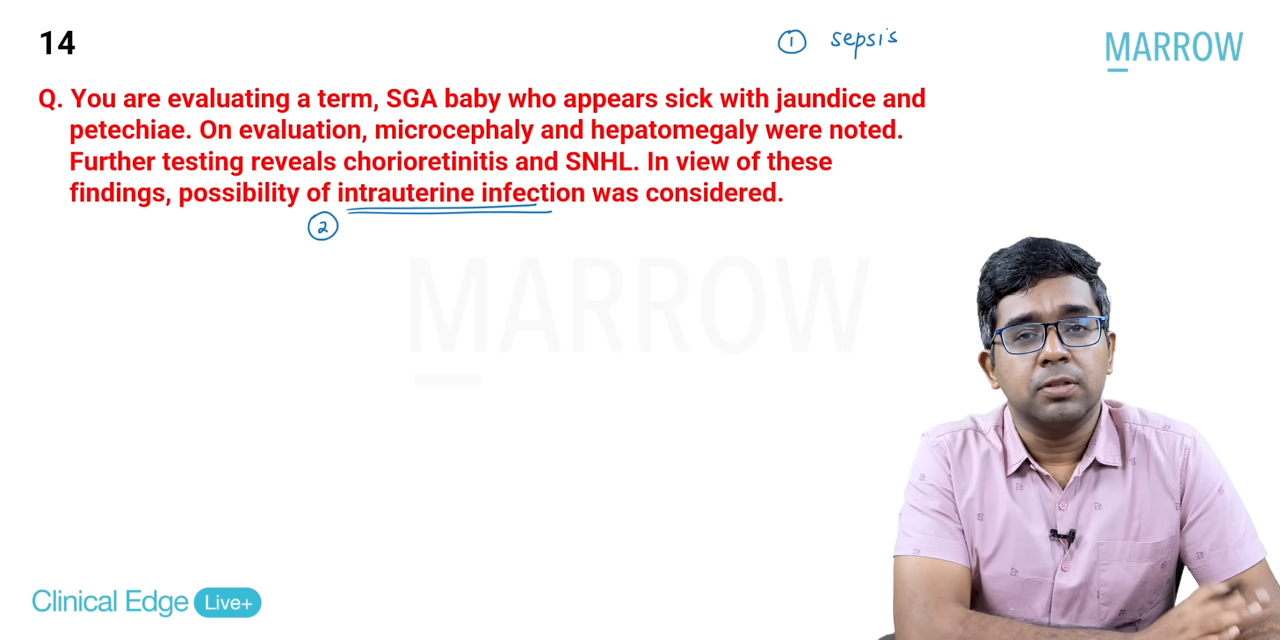 14
① sepsis
MARROW
Q. You are evaluating a term, SGA baby who appears sick with jaundice and
petechiae. On evaluation, microcephaly and hepatomegaly were noted.
Further testing reveals chorioretinitis and SNHL. In view of these
findings, possibility of intrauterine infection was considered.
②
MARROW
Clinical Edge Live+